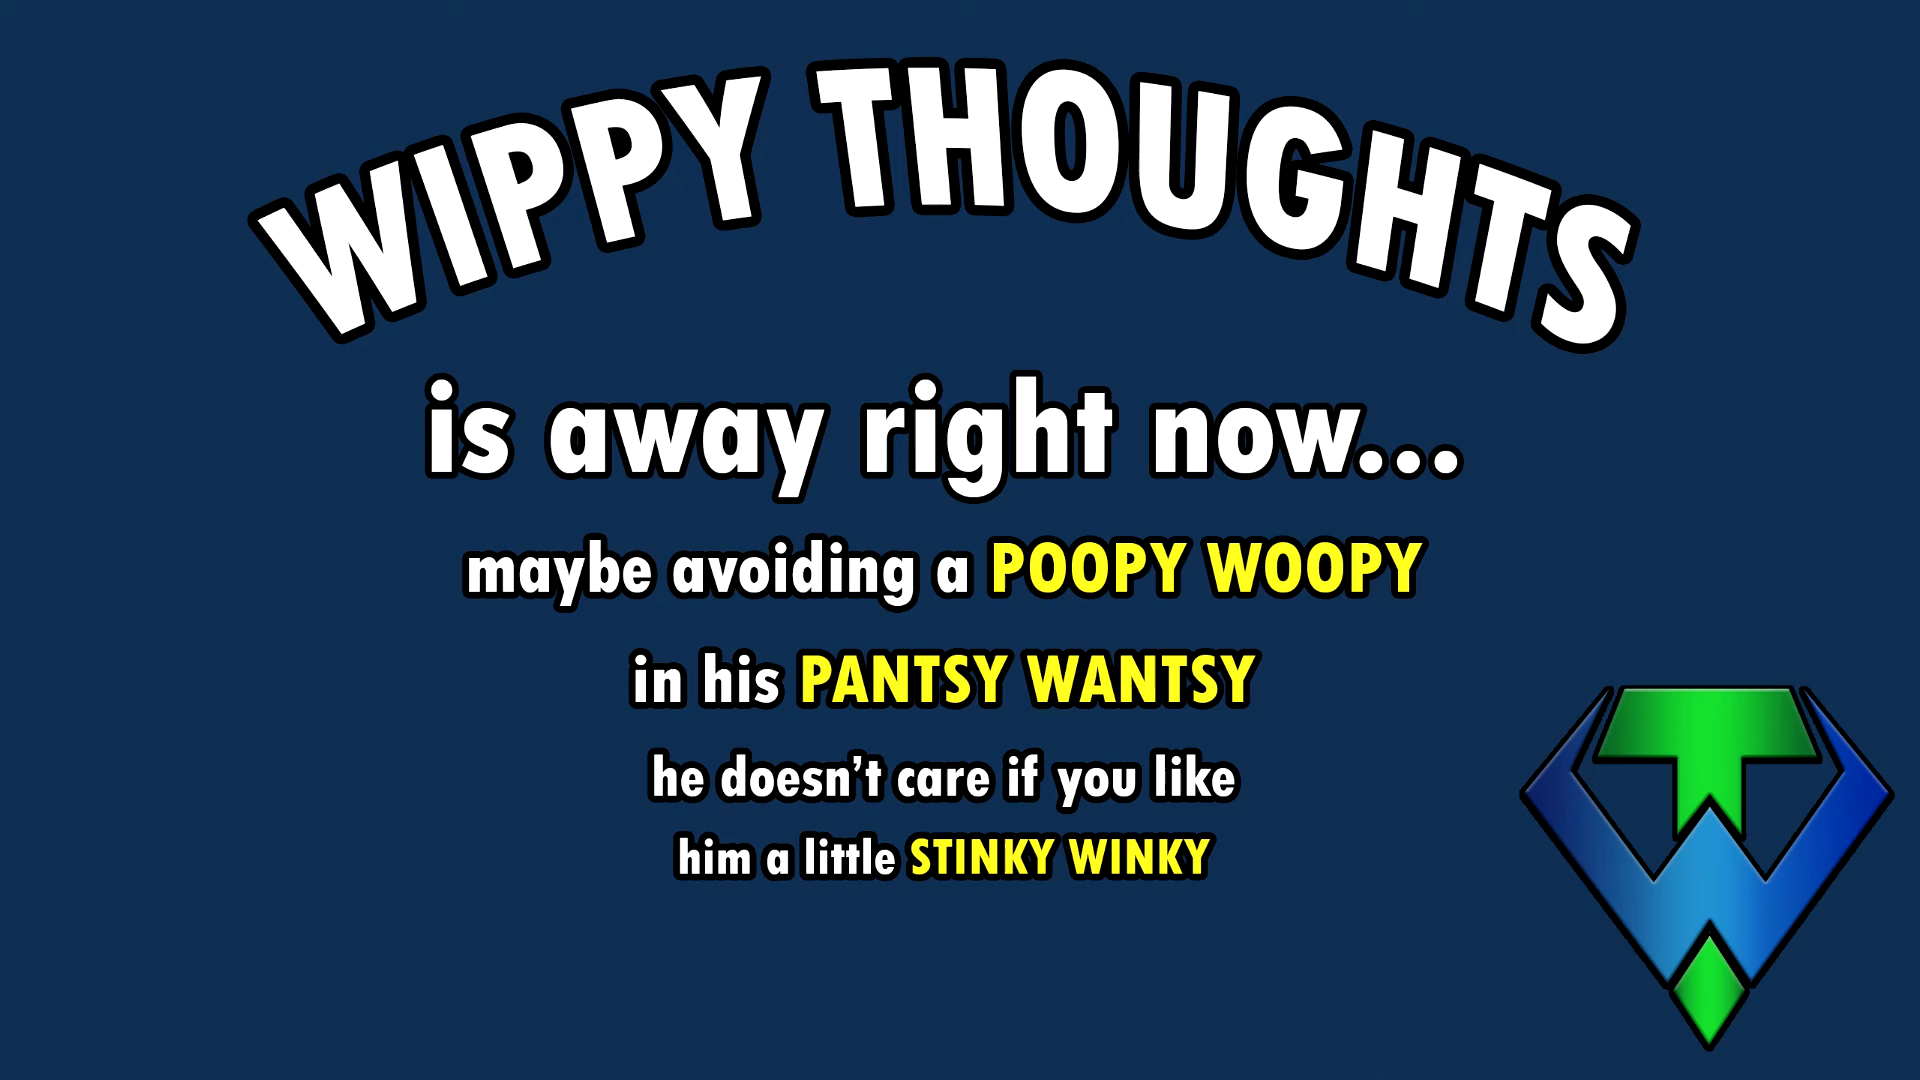 WIPPY THOUGHTS
is away right now...
maybe avoiding a POOPY WOOPY
in his PANTSY WANTSY
he doesn’t care if you like
him a little STINKY WINKY
TW